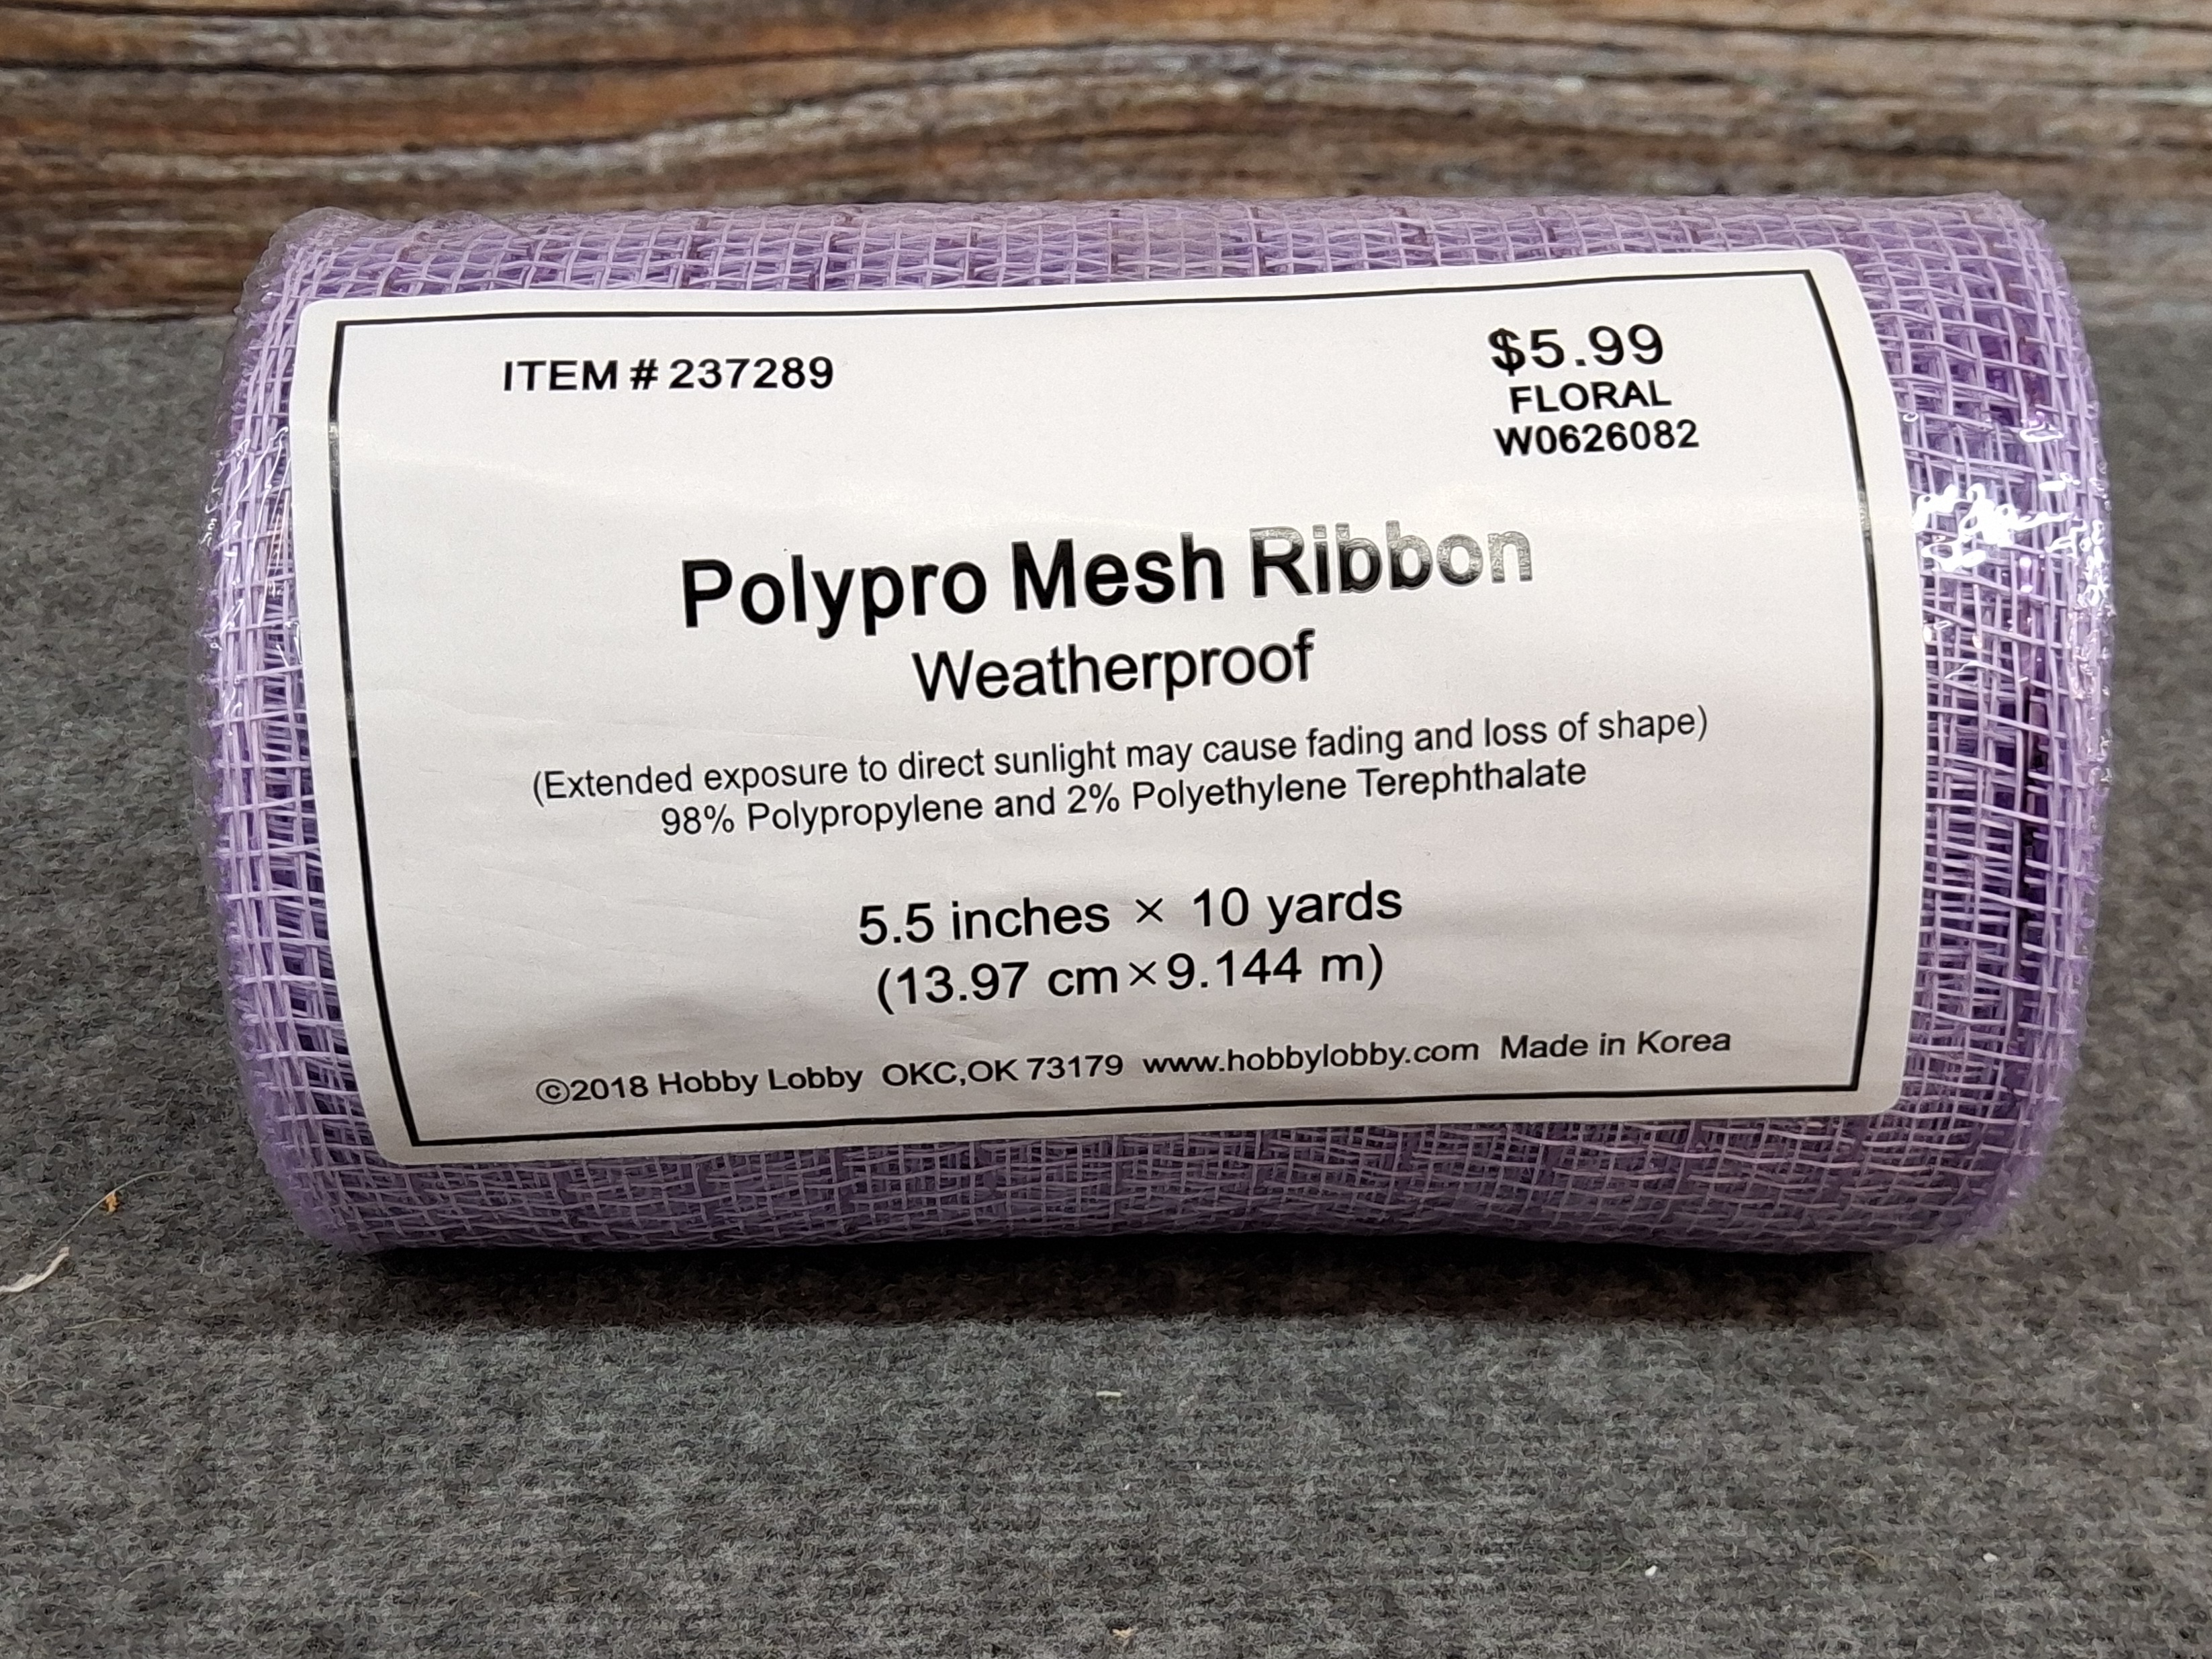 ITEM # 237289
$5.99
FLORAL
W0626082
Polypro Mesh Ribbon
Weatherproof
(Extended exposure to direct sunlight may cause fading and loss of shape)
98% Polypropylene and 2% Polyethylene Terephthalate
5.5 inches × 10 yards
(13.97 cm×9.144 m)
©2018 Hobby Lobby OKC,OK 73179 www.hobbylobby.com Made in Korea